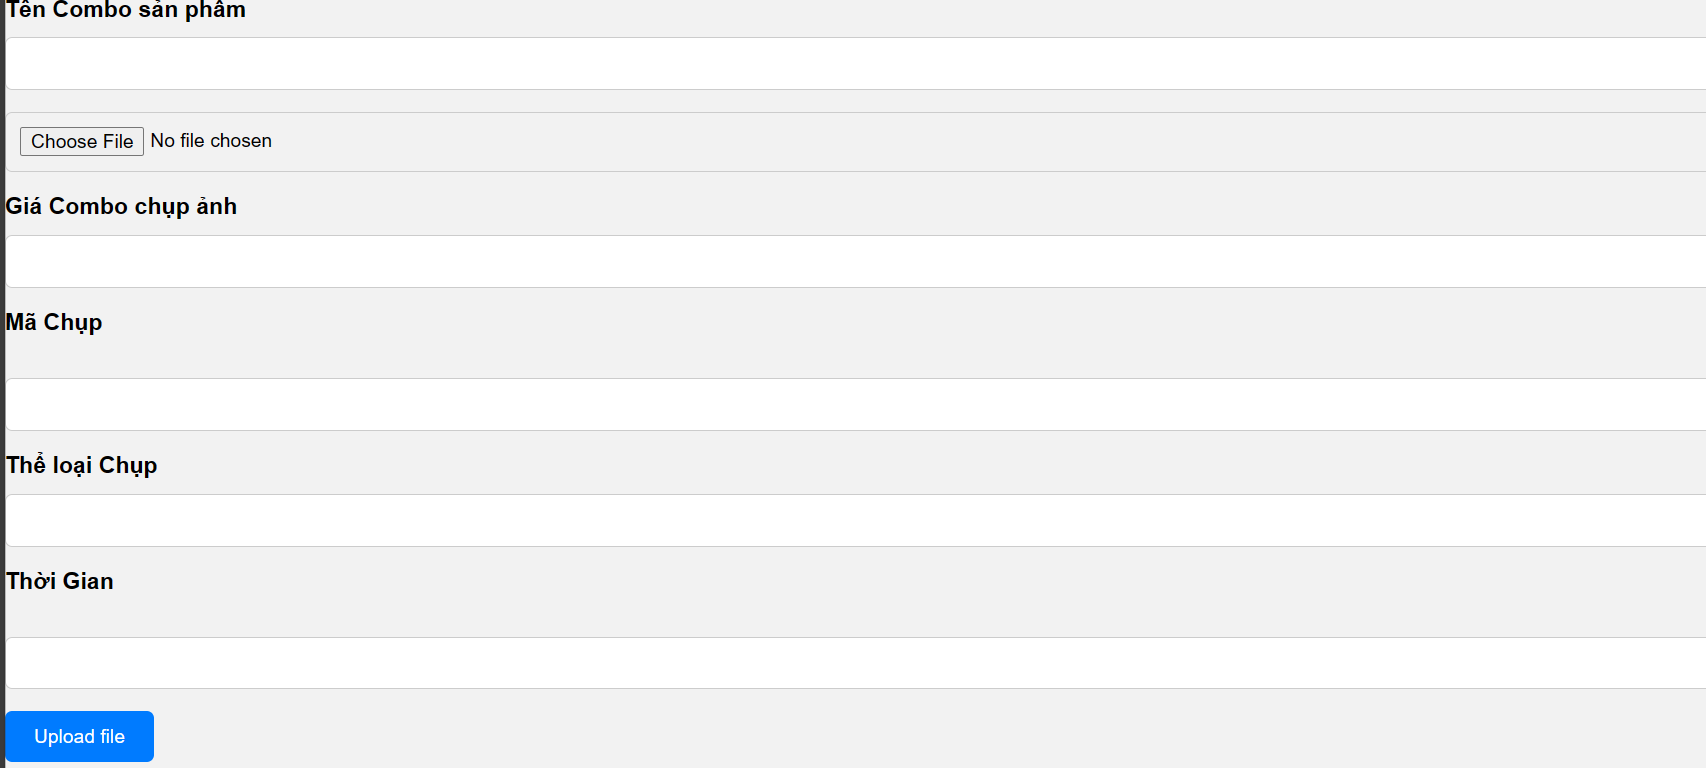 Tên Combo sản phẩm
Choose File No file chosen
Giá Combo chụp ảnh
Mã Chụp
Thể loại Chụp
Thời Gian
Upload file